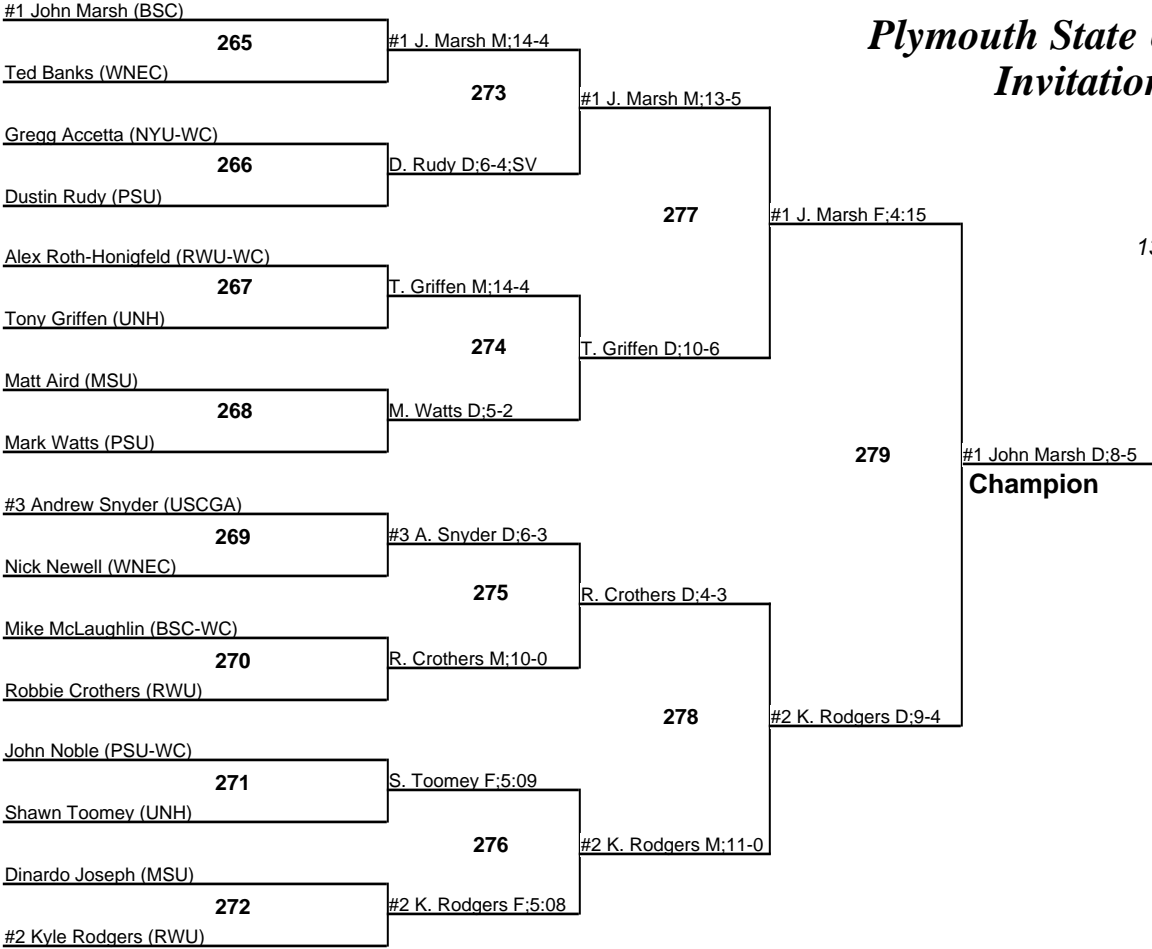 Plymouth State
Invitation
#1 John Marsh (BSC)
265
Ted Banks (WNEC)
Gregg Accetta (NYU-WC)
266
Dustin Rudy (PSU)
Alex Roth-Honigfeld (RWU-WC)
267
Tony Griffen (UNH)
Matt Aird (MSU)
268
Mark Watts (PSU)
#3 Andrew Snyder (USCGA)
269
Nick Newell (WNEC)
Mike McLaughlin (BSC-WC)
270
Robbie Crothers (RWU)
John Noble (PSU-WC)
271
Shawn Toomey (UNH)
Dinardo Joseph (MSU)
272
#2 Kyle Rodgers (RWU)
#1 J. Marsh M;14-4
273
D. Rudy D;6-4;SV
T. Griffen M;14-4
274
M. Watts D;5-2
#3 A. Snyder D;6-3
275
R. Crothers M;10-0
S. Toomey F;5:09
276
#2 K. Rodgers F;5:08
#1 J. Marsh M;13-5
277
T. Griffen D;10-6
R. Crothers D;4-3
278
#2 K. Rodgers M;11-0
#1 J. Marsh F;4:15
279
#2 K. Rodgers D;9-4
#1 John Marsh D;8-5
Champion